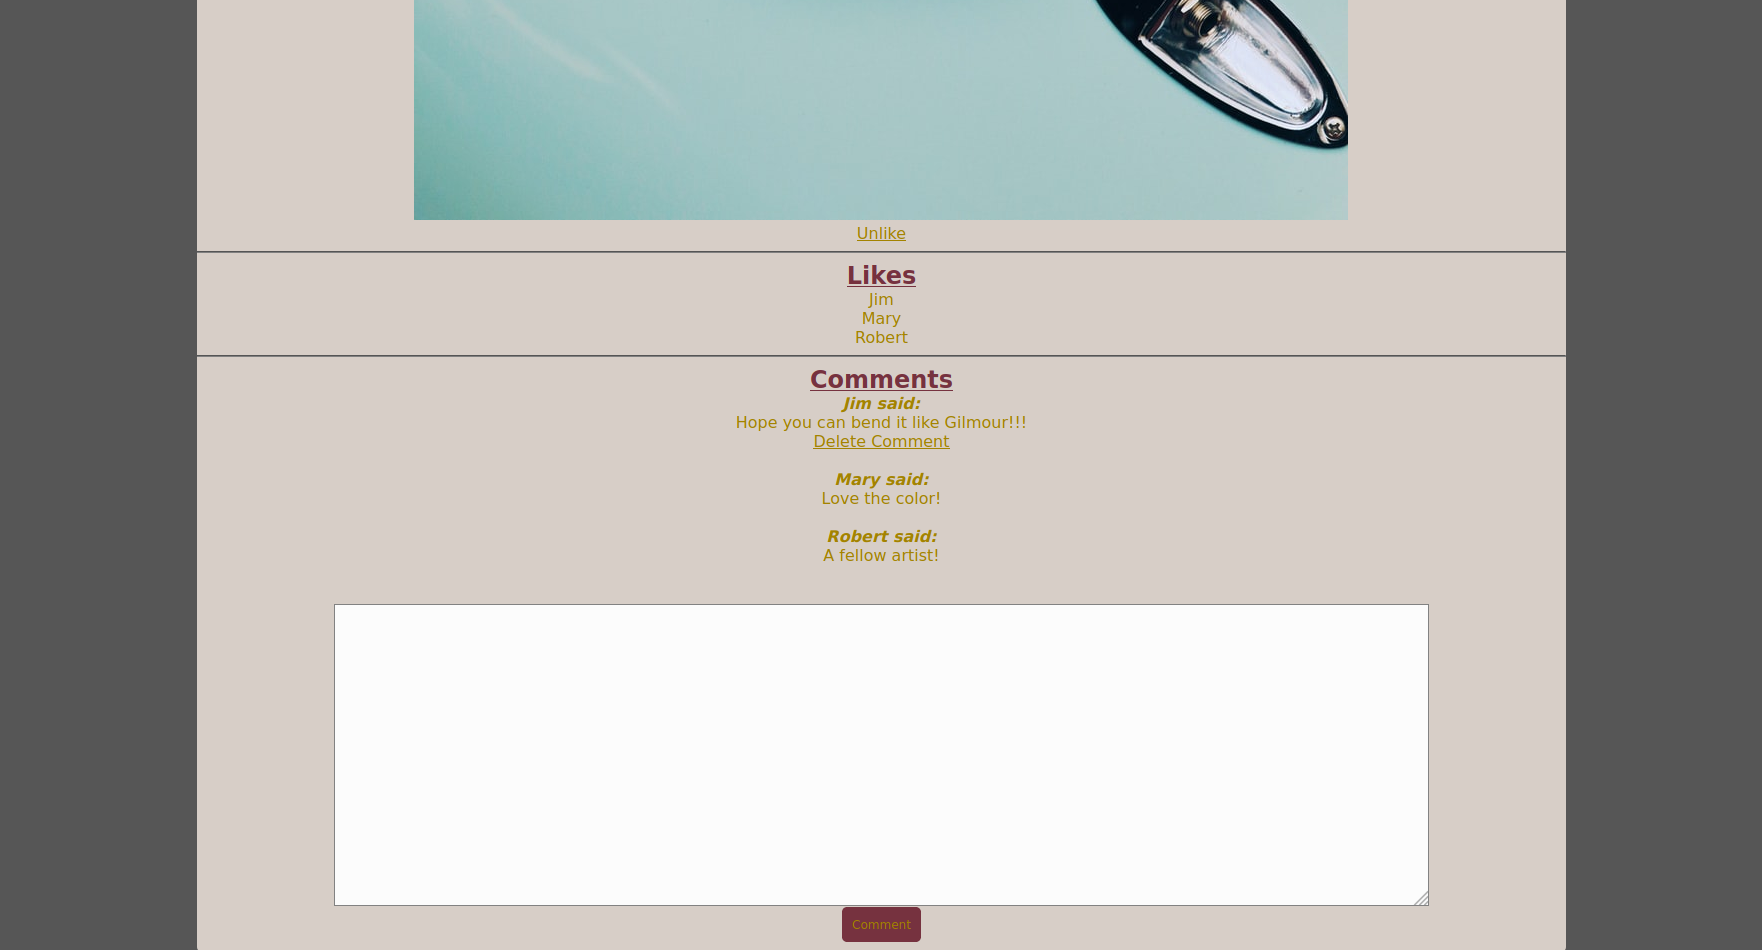 Unlike
Likes
Jim
Mary
Robert
Comments
Jim said:
Hope you can bend it like Gilmour!!!
Delete Comment
Mary said:
Love the color!
Robert said:
A fellow artist!
Comment